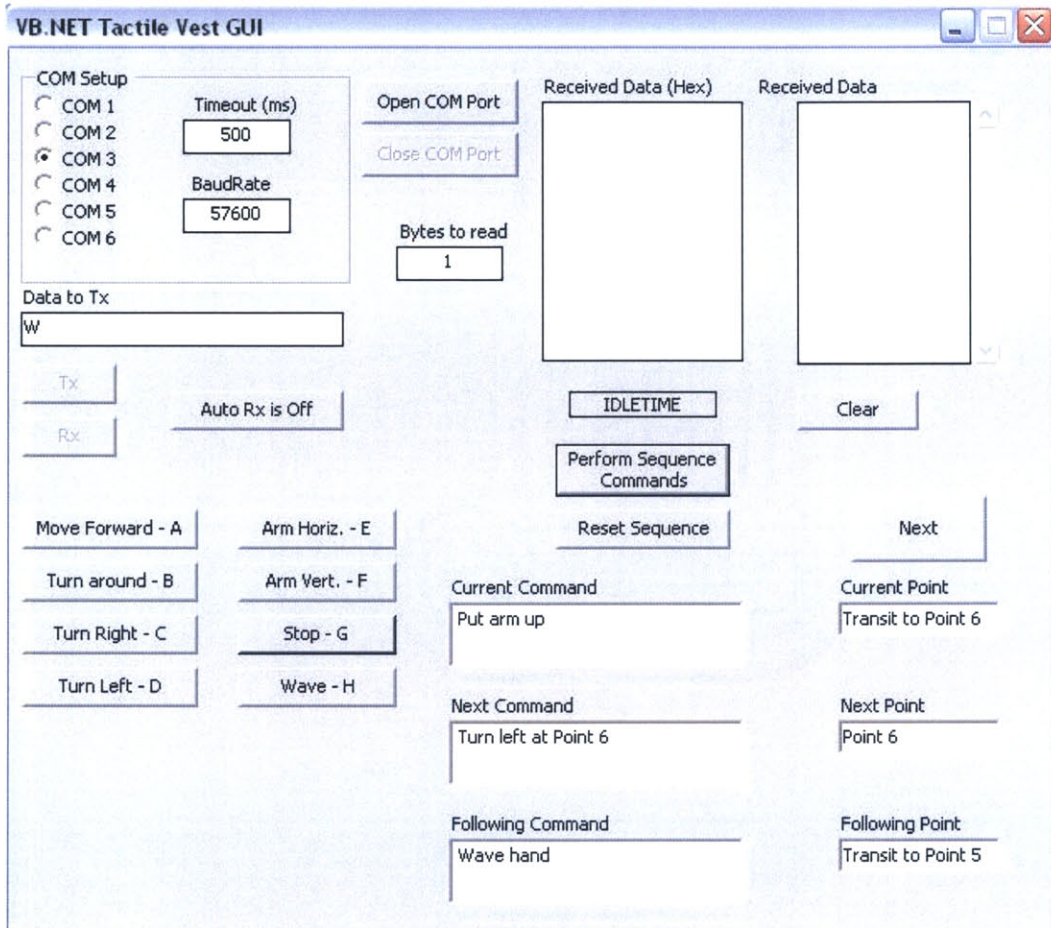 VB.NET Tactile Vest GUI
COM Setup
COM 1
COM 2
COM 3
COM 4
COM 5
COM 6
Timeout (ms)
500
BaudRate
57600
Open COM Port
Close COM Port
Bytes to read
1
Received Data (Hex)
Received Data
Data to Tx
W
Tx
Rx
Auto Rx is Off
IDLETIME
Clear
Perform Sequence
Commands
Reset Sequence
Next
Move Forward - A
Arm Horiz. - E
Turn around - B
Arm Vert. - F
Turn Right - C
Stop - G
Turn Left - D
Wave - H
Current Command
Put arm up
Current Point
Transit to Point 6
Next Command
Turn left at Point 6
Next Point
Point 6
Following Command
Wave hand
Following Point
Transit to Point 5